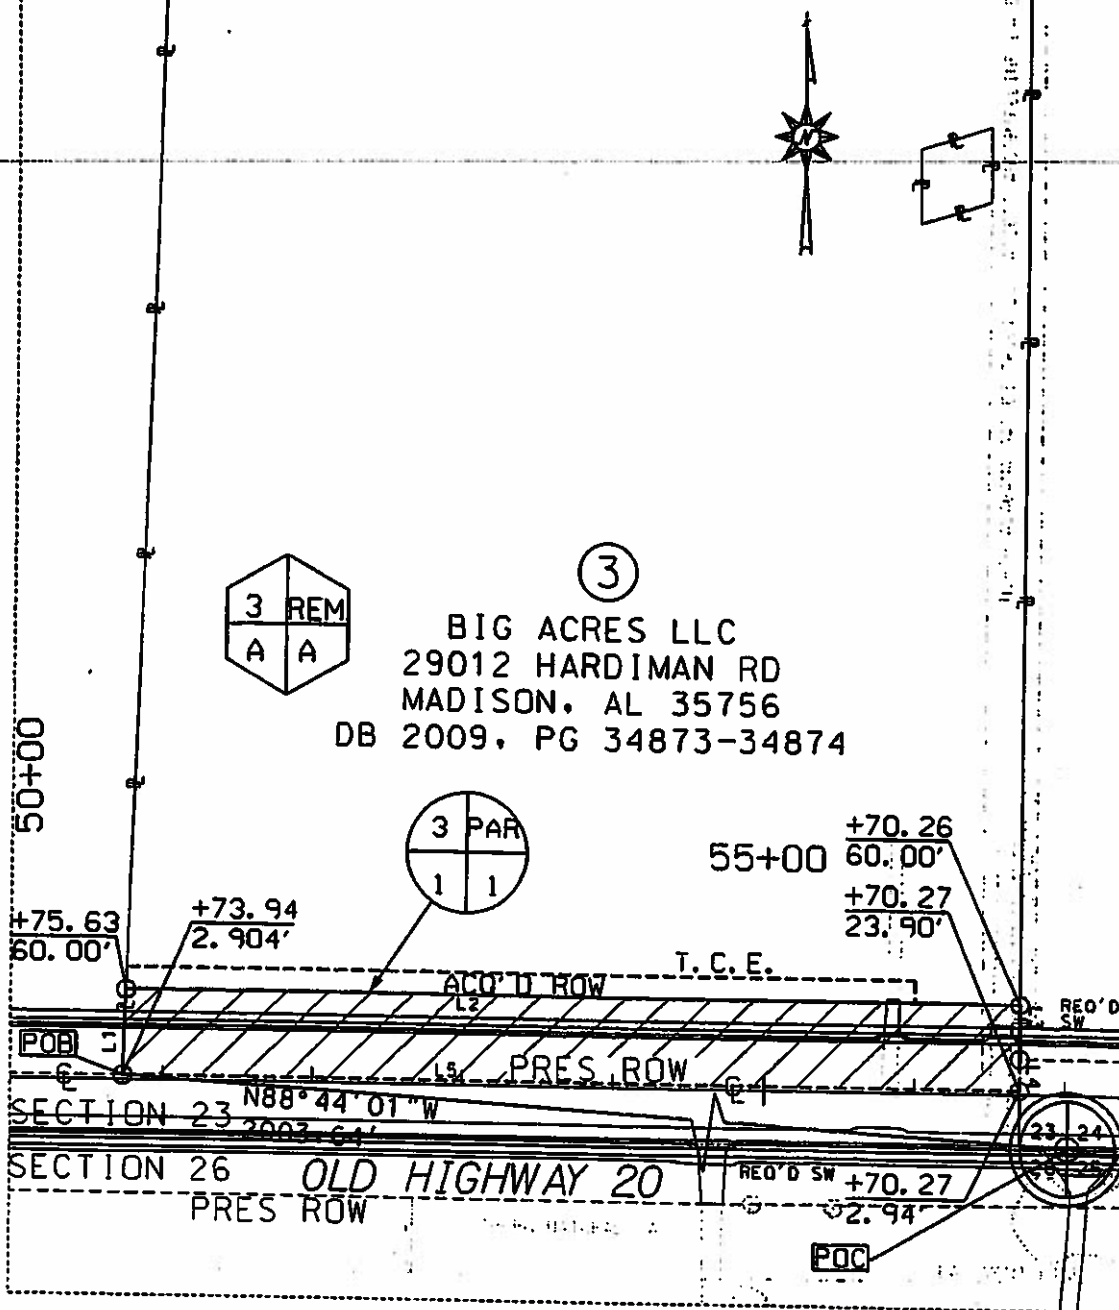 N
3 REM
A A
3
BIG ACRES LLC
29012 HARDIMAN RD
MADISON. AL 35756
DB 2009. PG 34873-34874
50+00
3 PAR
1 1
55+00
+70.26
60.00'
+70.27
23.90'
+75.63
60.00'
+73.94
2.904'
T.C.E.
ACQ'D ROW
L2
REQ'D
SW
POB
L5
PRES ROW
N88°44'01"W
2003.64'
SECTION 23
SECTION 26
OLD HIGHWAY 20
PRES ROW
REQ'D SW
+70.27
2.94'
23 24
26 25
POC